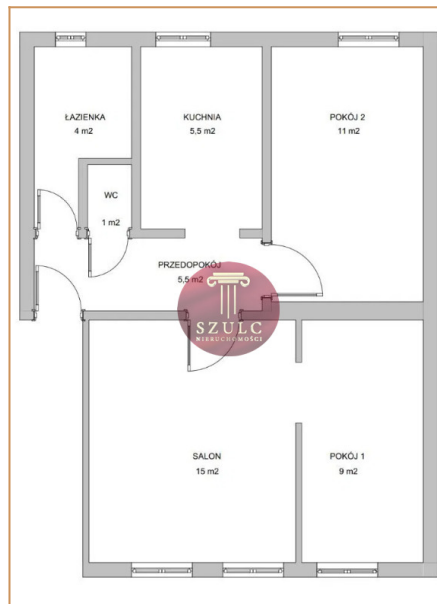 ŁAZIENKA
4 m2
KUCHNIA
5,5 m2
POKÓJ 2
11 m2
WC
1 m2
PRZEDOPOKÓJ
5,5 m2
SZULC
NIERUCHOMOŚCI
SALON
15 m2
POKÓJ 1
9 m2